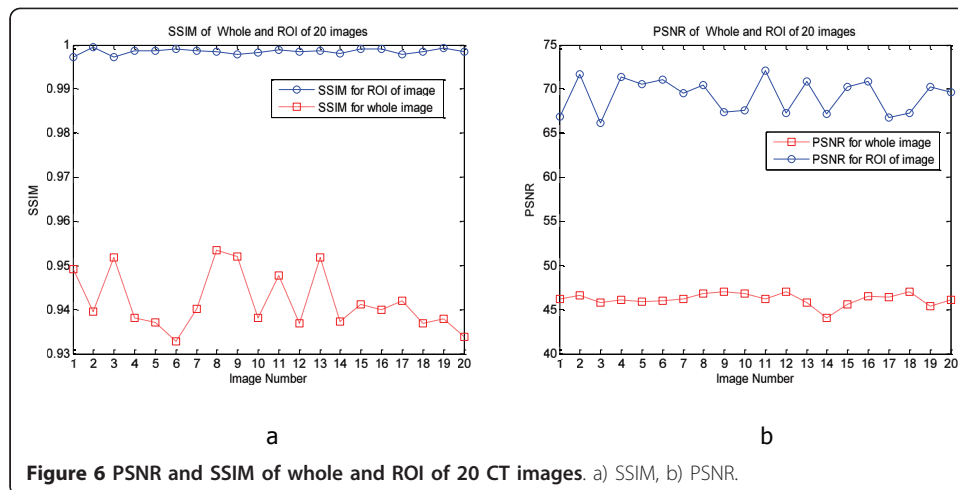 SSIM of Whole and ROI of 20 images
1
0.99
0.98
0.97
0.96
0.95
0.94
0.93
SSIM
SSIM for ROI of image
SSIM for whole image
1 2 3 4 5 6 7 8 9 10 11 12 13 14 15 16 17 18 19 20
Image Number
a
PSNR of Whole and ROI of 20 images
75
70
65
60
55
50
45
40
PSNR
PSNR for whole image
PSNR for ROI of image
1 2 3 4 5 6 7 8 9 10 11 12 13 14 15 16 17 18 19 20
Image Number
b
Figure 6 PSNR and SSIM of whole and ROI of 20 CT images. a) SSIM, b) PSNR.